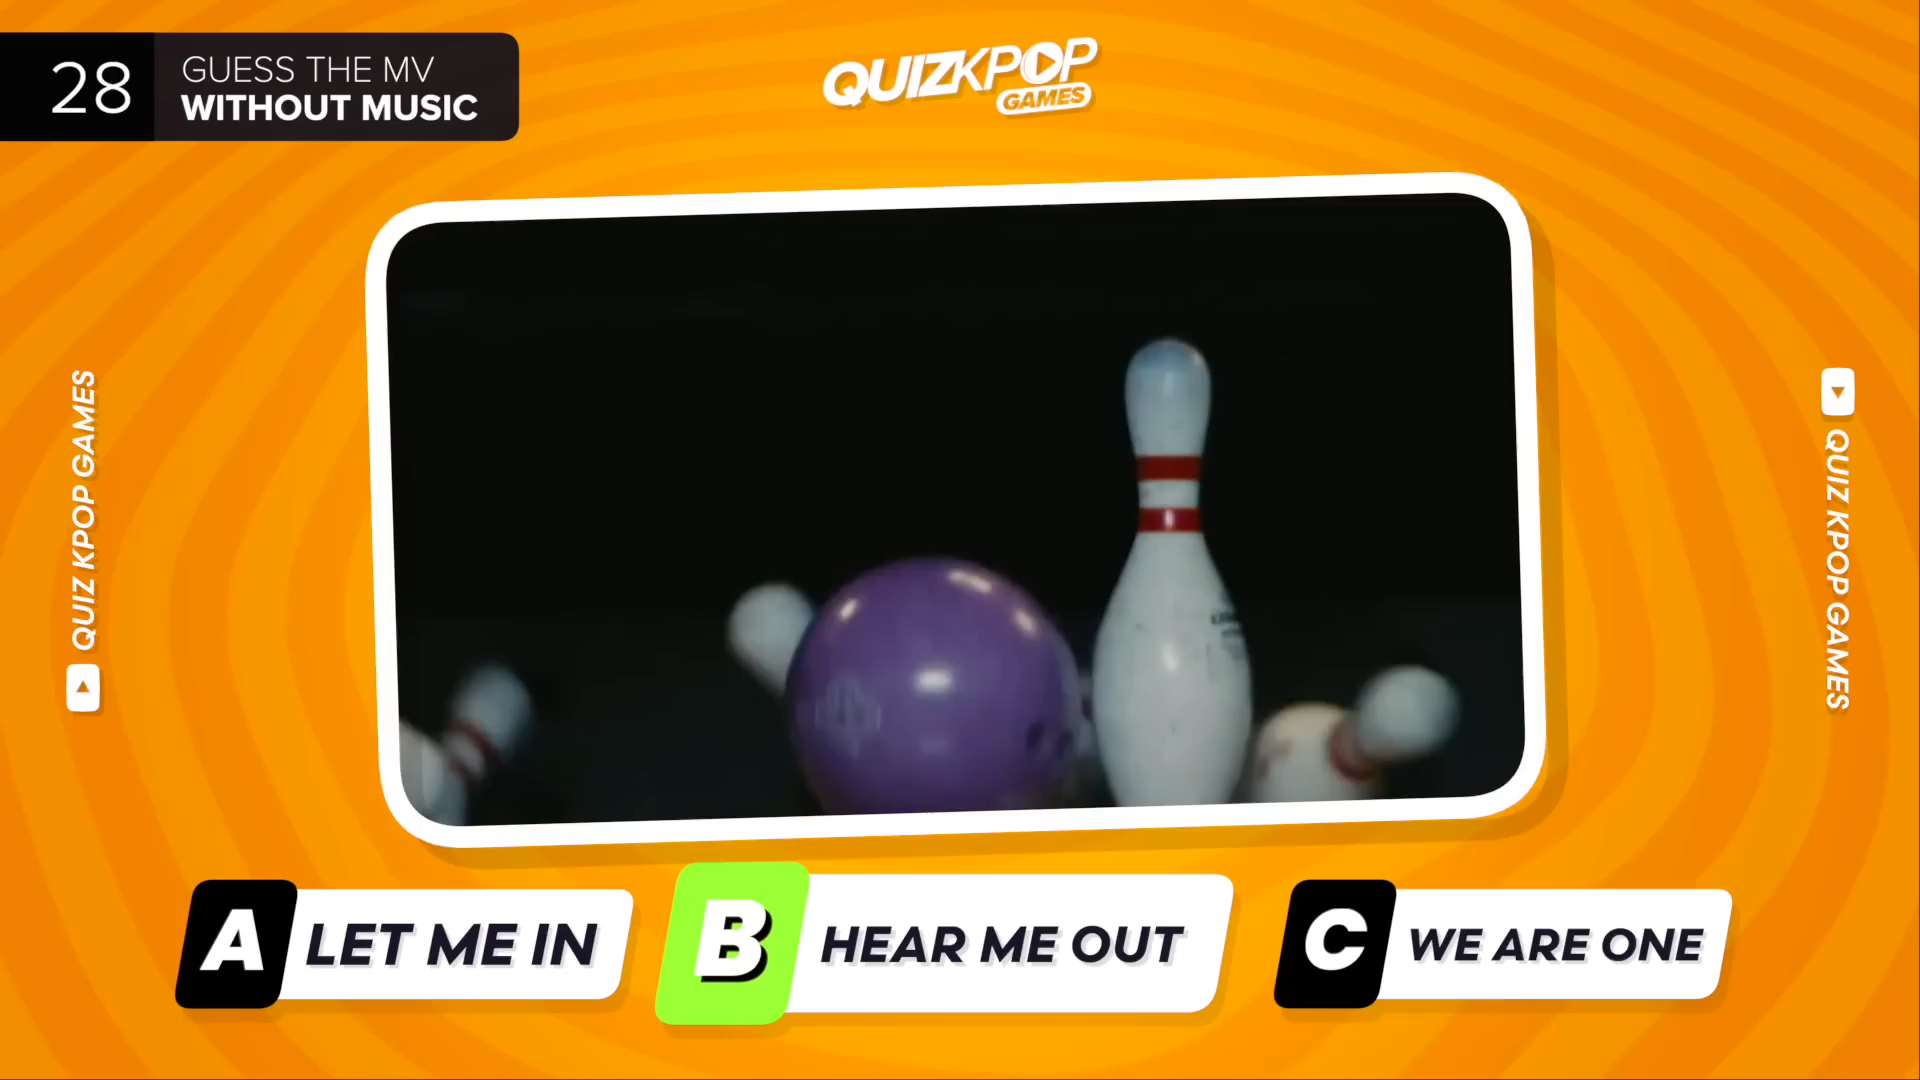 28
GUESS THE MV
WITHOUT MUSIC
QUIZKPOP
GAMES
QUIZ KPOP GAMES
QUIZ KPOP GAMES
A LET ME IN
B HEAR ME OUT
C WE ARE ONE